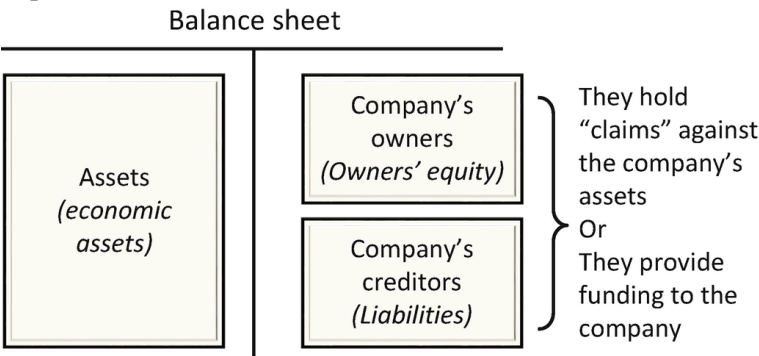 Balance sheet
Assets
(economic
assets)
Company's
owners
(Owners' equity)
Company's
creditors
(Liabilities)
They hold
“claims” against
the company's
assets
Or
They provide
funding to the
company